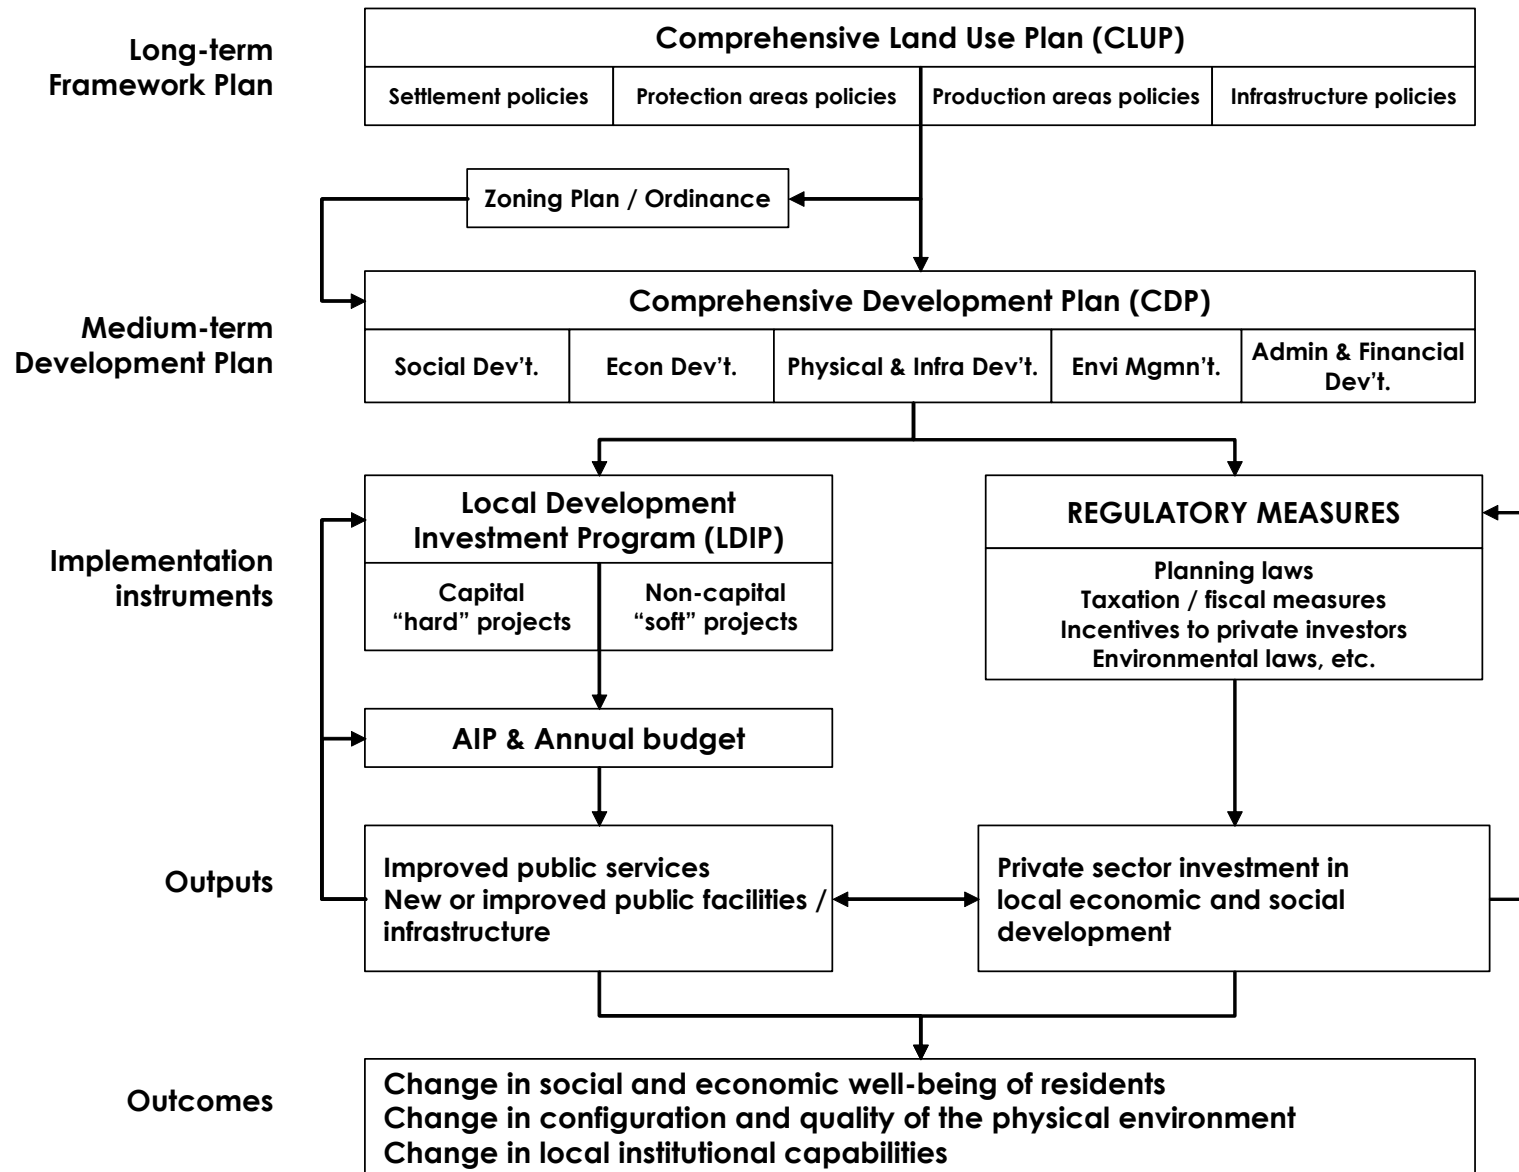 Long-term
Framework Plan
Comprehensive Land Use Plan (CLUP)
Settlement policies
Protection areas policies
Production areas policies
Infrastructure policies
Zoning Plan / Ordinance
Medium-term
Development Plan
Comprehensive Development Plan (CDP)
Social Dev’t.
Econ Dev’t.
Physical & Infra Dev’t.
Envi Mgmn’t.
Admin & Financial
Dev’t.
Implementation
instruments
Local Development
Investment Program (LDIP)
Capital
“hard” projects
Non-capital
“soft” projects
REGULATORY MEASURES
Planning laws
Taxation / fiscal measures
Incentives to private investors
Environmental laws, etc.
AIP & Annual budget
Outputs
Improved public services
New or improved public facilities /
infrastructure
Private sector investment in
local economic and social
development
Outcomes
Change in social and economic well-being of residents
Change in configuration and quality of the physical environment
Change in local institutional capabilities